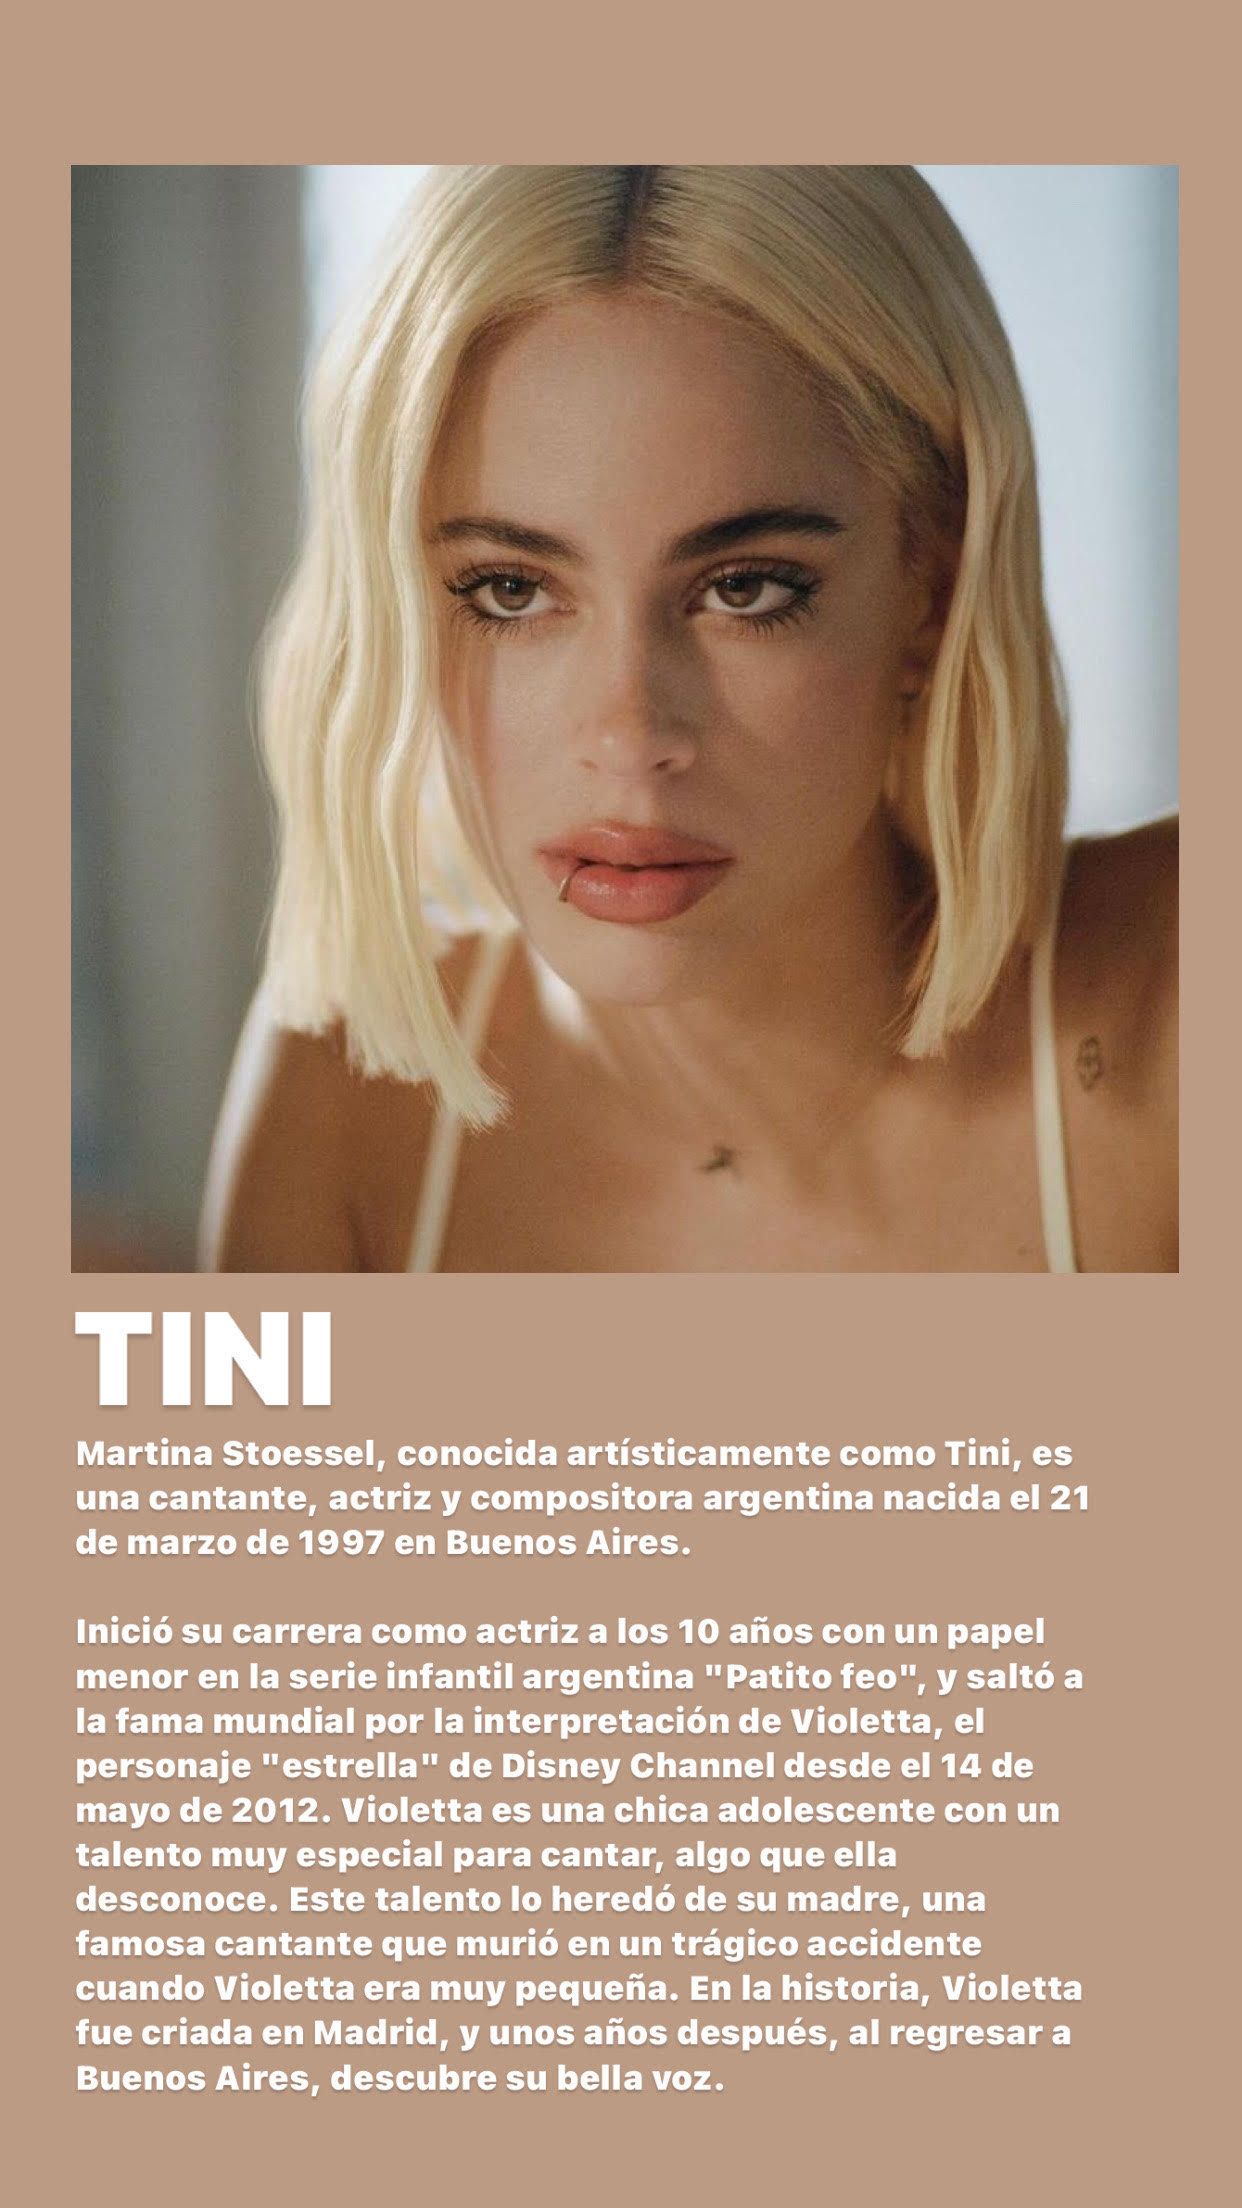 TINI
Martina Stoessel, conocida artísticamente como Tini, es
una cantante, actriz y compositora argentina nacida el 21
de marzo de 1997 en Buenos Aires.
Inició su carrera como actriz a los 10 años con un papel
menor en la serie infantil argentina "Patito feo", y saltó a
la fama mundial por la interpretación de Violetta, el
personaje "estrella" de Disney Channel desde el 14 de
mayo de 2012. Violetta es una chica adolescente con un
talento muy especial para cantar, algo que ella
desconoce. Este talento lo heredó de su madre, una
famosa cantante que murió en un trágico accidente
cuando Violetta era muy pequeña. En la historia, Violetta
fue criada en Madrid, y unos años después, al regresar a
Buenos Aires, descubre su bella voz.